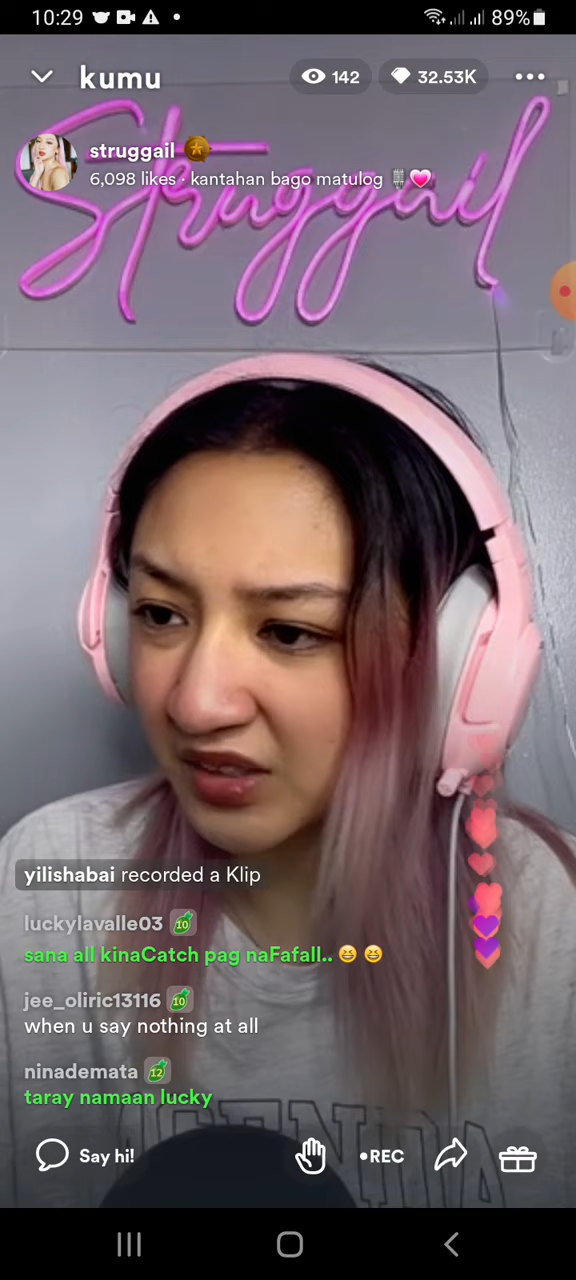 10:29
89%
kumu
142
32.53K
struggail
6,098 likes · kantahan bago matulog 🎙️💗
Struggail
yilishabai recorded a Klip
luckylavalle03 10
sana all kinaCatch pag naFafall.. 😆 😆
jee_oliric13116 10
when u say nothing at all
ninademata 12
taray namaan lucky
Say hi!
•REC